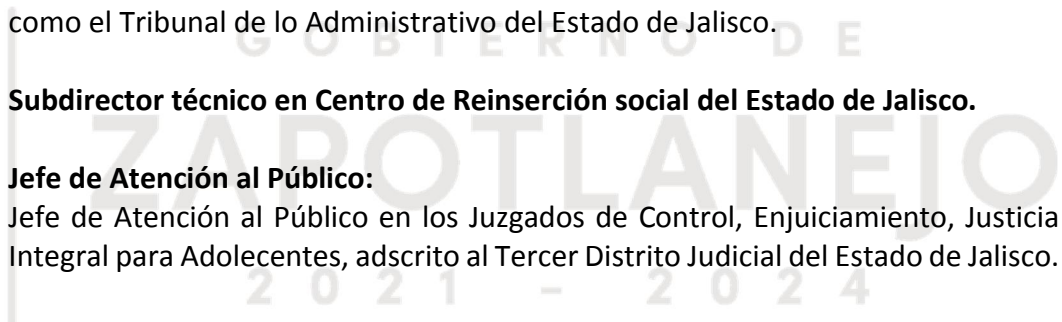 como el Tribunal de lo Administrativo del Estado de Jalisco.
GOBIERNO DE
Subdirector técnico en Centro de Reinserción social del Estado de Jalisco.
ZAPOTLANEJO
Jefe de Atención al Público:
Jefe de Atención al Público en los Juzgados de Control, Enjuiciamiento, Justicia
Integral para Adolecentes, adscrito al Tercer Distrito Judicial del Estado de Jalisco.
2021 - 2024